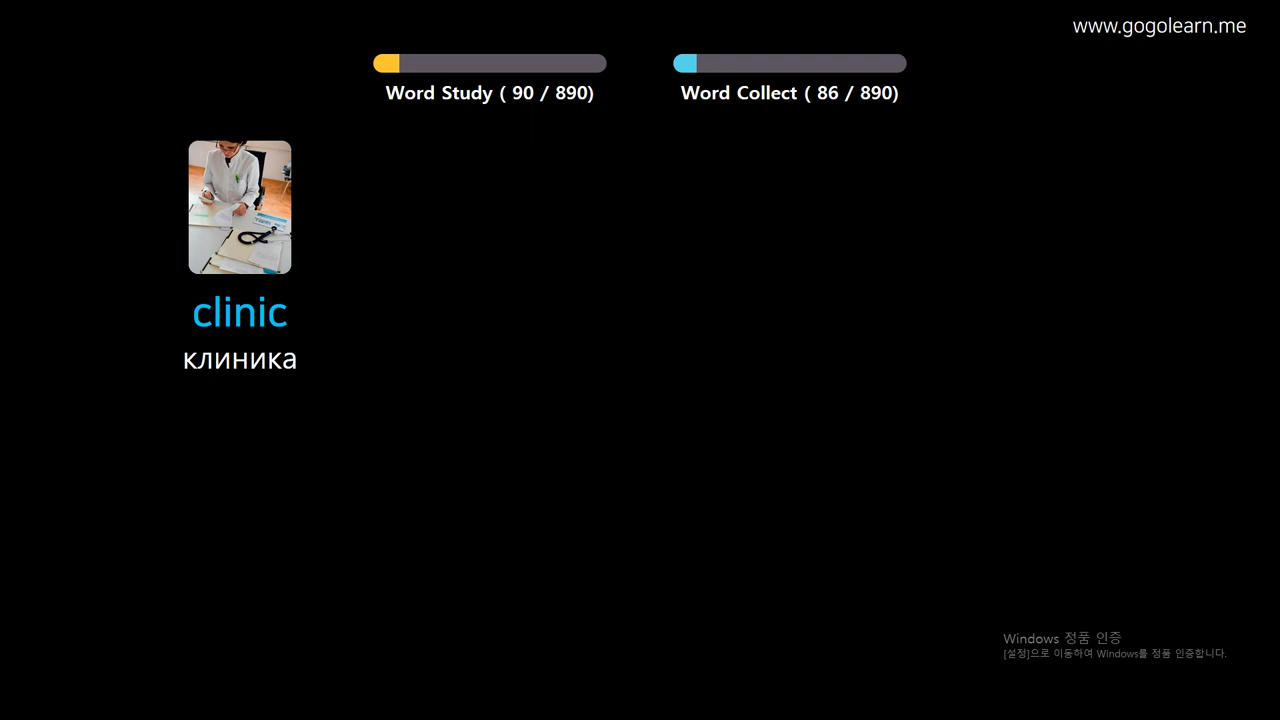 www.gogolearn.me
Word Study ( 90 / 890)
Word Collect ( 86 / 890)
clinic
клиника
Windows 정품 인증
[설정]으로 이동하여 Windows를 정품 인증합니다.